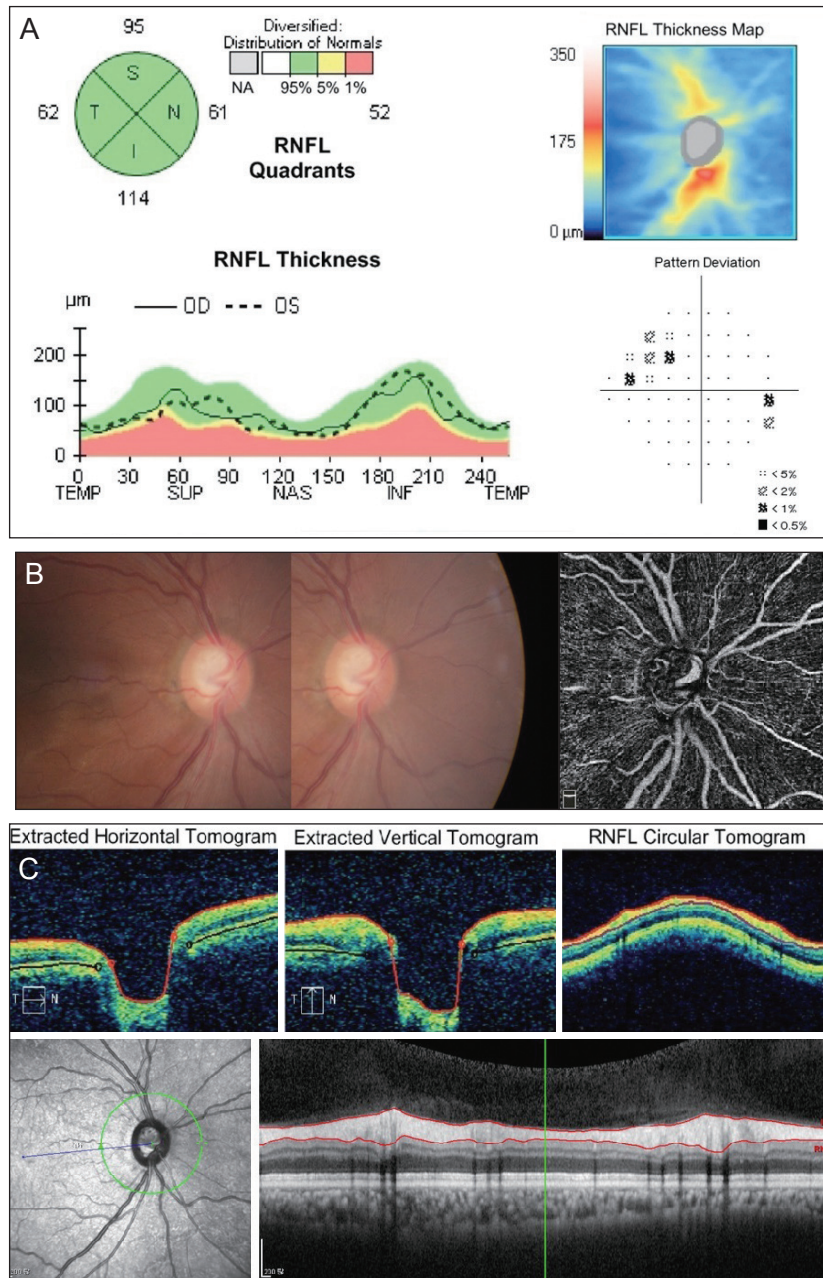 A
95
S
62
T
N
61
I
114
Diversified:
Distribution of Normals
NA
95% 5% 1%
52
RNFL
Quadrants
RNFL Thickness Map
350
175
0 µm
RNFL Thickness
µm
OD
OS
200
100
0
0 30 60 90 120 150 180 210 240
TEMP SUP NAS INF TEMP
Pattern Deviation
< 5%
< 2%
< 1%
< 0.5%
B
C
Extracted Horizontal Tomogram
T N
Extracted Vertical Tomogram
T N
RNFL Circular Tomogram